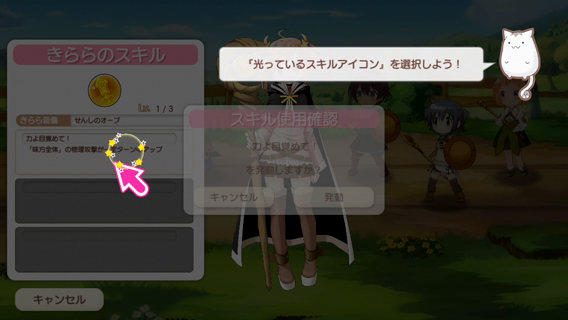 きららのスキル
『光っているスキルアイコン』を選択しよう！
Lv. 1 / 3
きらら装備 せんしのオーブ
力よ目覚めて！
「味方全体」の物理攻撃が
ターン
アップ
スキル使用確認
力よ目覚めて！
を発動しますか？
キャンセル
発動
キャンセル